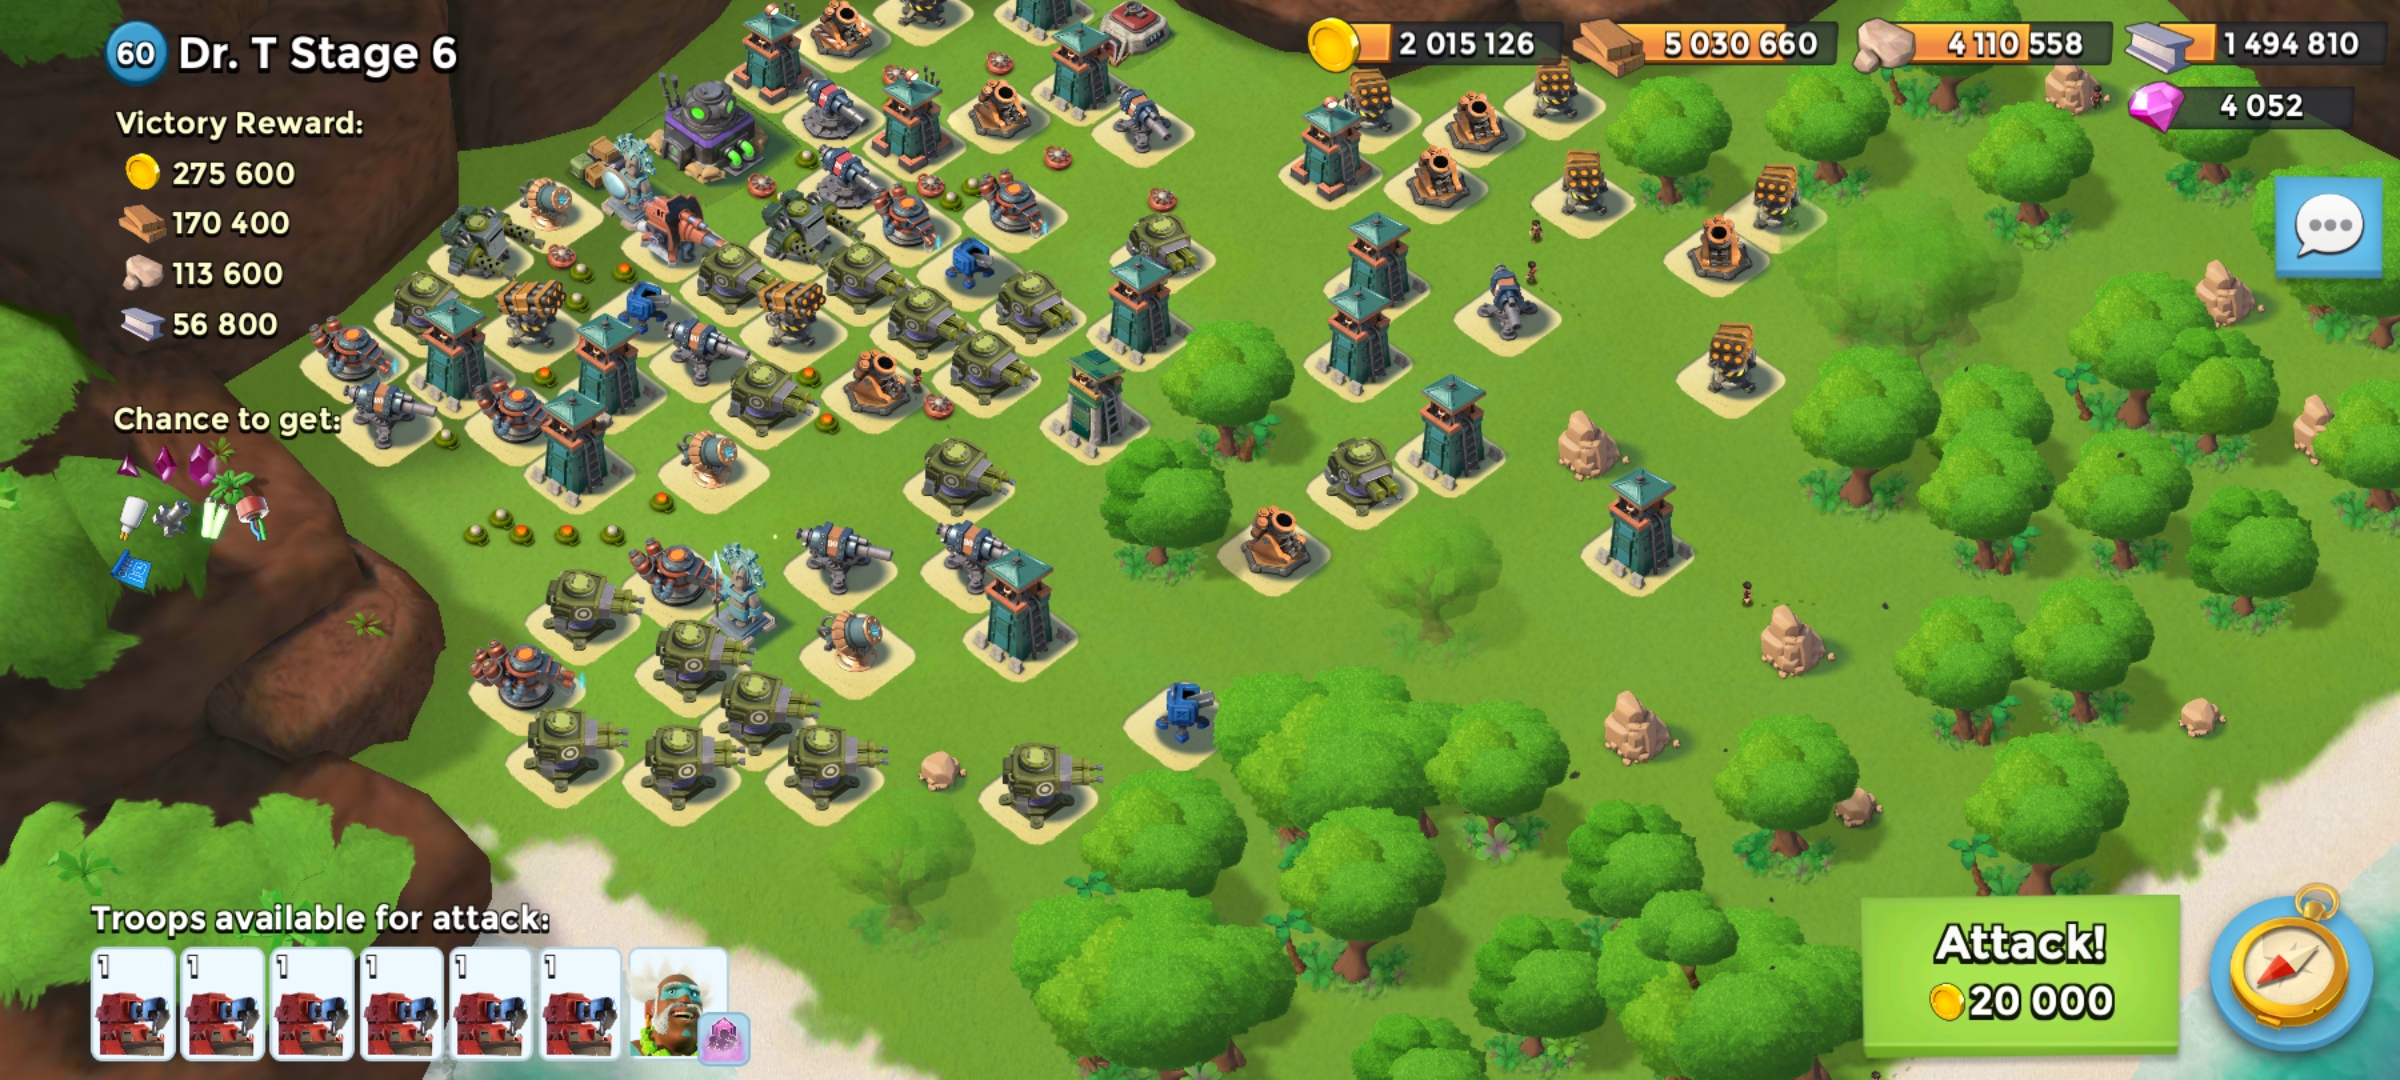 60 Dr. T Stage 6
2 015 126
5 030 660
4 110 558
1 494 810
4 052
Victory Reward:
275 600
170 400
113 600
56 800
Chance to get:
Troops available for attack:
1 1 1 1 1 1
Attack!
20 000